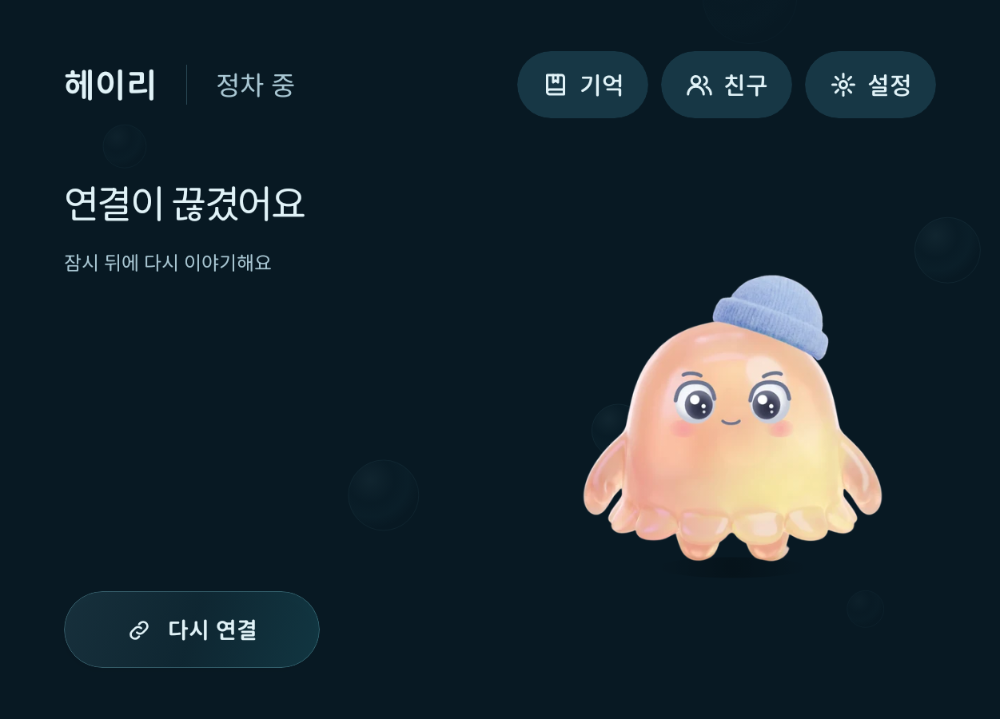 헤이리
정차 중
기억
친구
설정
연결이 끊겼어요
잠시 뒤에 다시 이야기해요
다시 연결